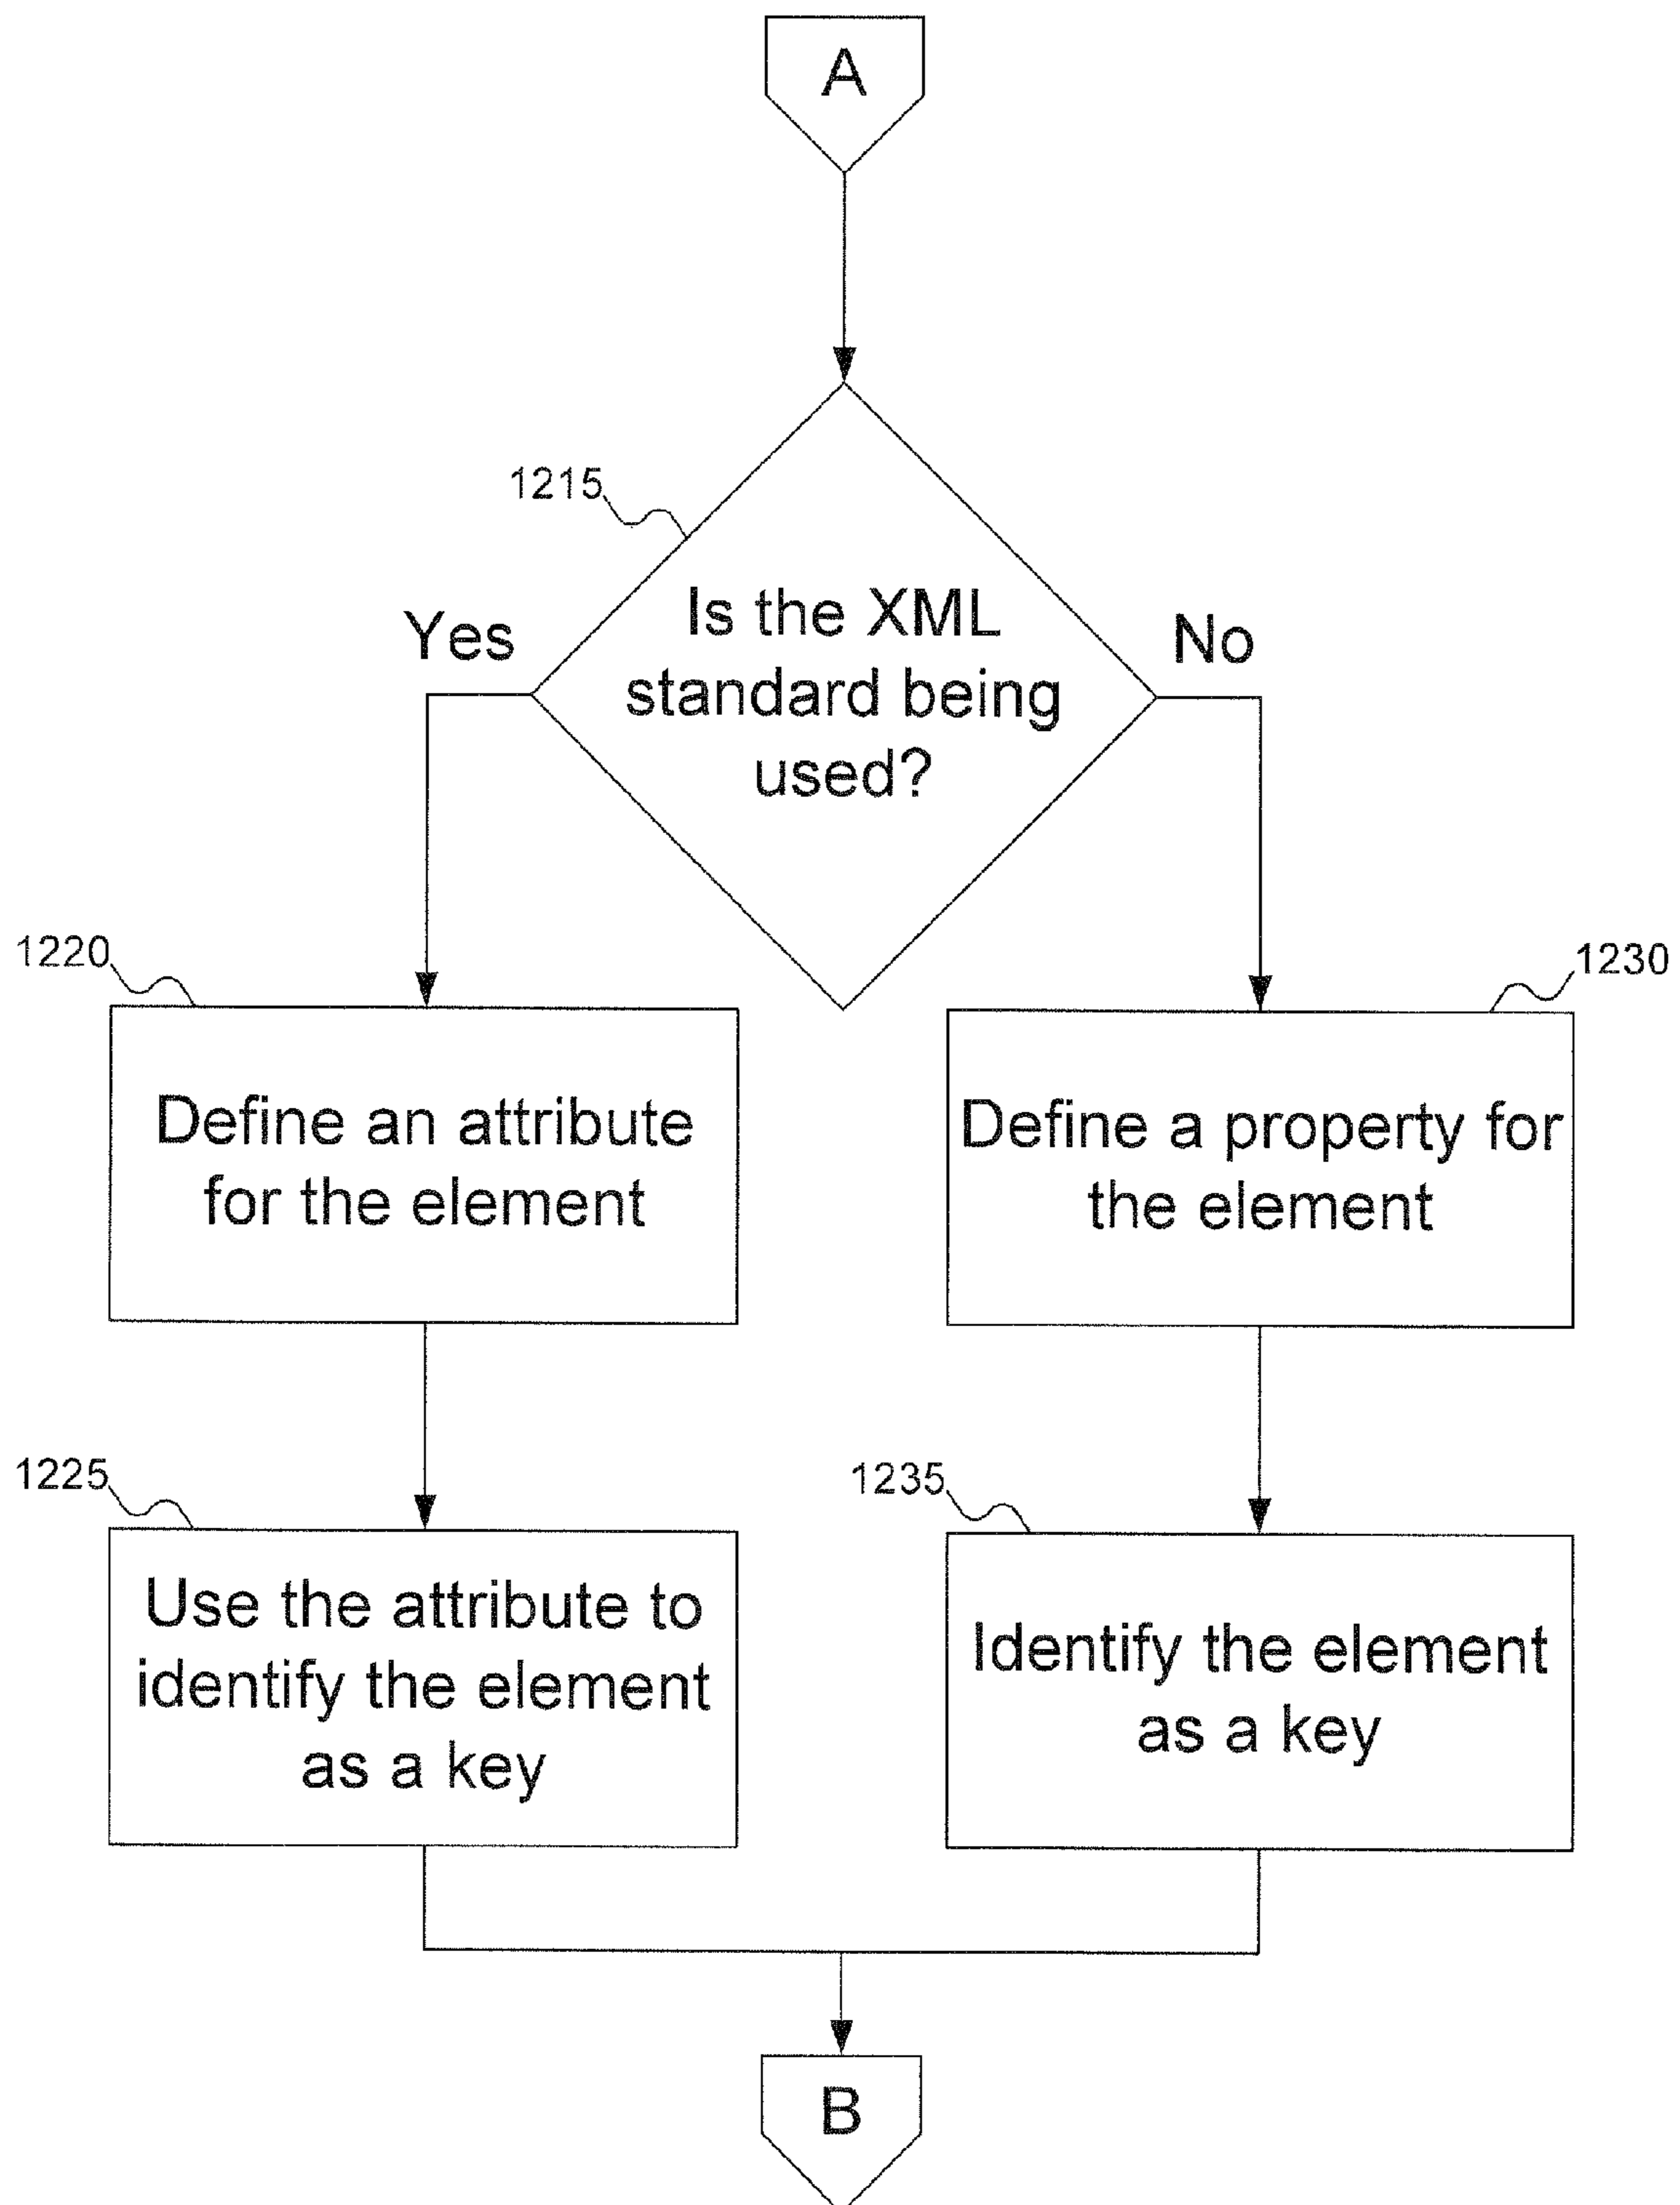 A
1215
Is the XML
standard being
used?
Yes
No
1220
Define an attribute
for the element
1230
Define a property for
the element
1225
Use the attribute to
identify the element
as a key
1235
Identify the element
as a key
B